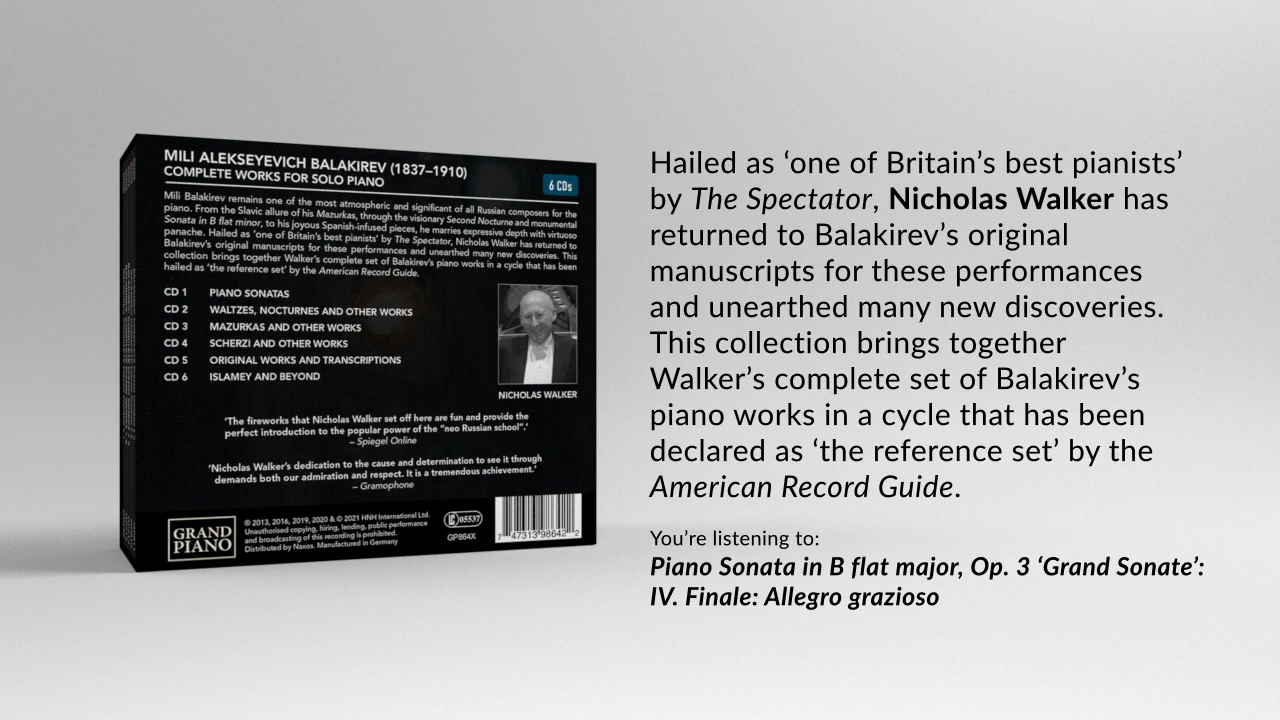 MILI ALEKSEYEVICH BALAKIREV (1837–1910)
COMPLETE WORKS FOR SOLO PIANO
6 CDs
Mili Balakirev remains one of the most atmospheric and significant of all Russian composers for the
piano. From the Slavic allure of his Mazurkas, through the visionary Second Nocturne and monumental
Sonata in B flat minor, to his joyous Spanish-infused pieces, he marries expressive depth with virtuoso
panache. Hailed as ‘one of Britain’s best pianists’ by The Spectator, Nicholas Walker has returned to
Balakirev’s original manuscripts for these performances and unearthed many new discoveries. This
collection brings together Walker’s complete set of Balakirev’s piano works in a cycle that has been
hailed as ‘the reference set’ by the American Record Guide.
CD 1 PIANO SONATAS
CD 2 WALTZES, NOCTURNES AND OTHER WORKS
CD 3 MAZURKAS AND OTHER WORKS
CD 4 SCHERZI AND OTHER WORKS
CD 5 ORIGINAL WORKS AND TRANSCRIPTIONS
CD 6 ISLAMEY AND BEYOND
NICHOLAS WALKER
‘The fireworks that Nicholas Walker set off here are fun and provide the
perfect introduction to the popular power of the “neo Russian school”.‘
– Spiegel Online
‘Nicholas Walker’s dedication to the cause and determination to see it through
demands both our admiration and respect. It is a tremendous achievement.’
– Gramophone
GRAND
PIANO
℗ 2013, 2016, 2019, 2020 & © 2021 HNH International Ltd.
Unauthorised copying, hiring, lending, public performance
and broadcasting of this recording is prohibited.
Distributed by Naxos. Manufactured in Germany
LC 05537
GP864X
7 47313 98642 2
Hailed as ‘one of Britain’s best pianists’
by The Spectator, Nicholas Walker has
returned to Balakirev’s original
manuscripts for these performances
and unearthed many new discoveries.
This collection brings together
Walker’s complete set of Balakirev’s
piano works in a cycle that has been
declared as ‘the reference set’ by the
American Record Guide.
You’re listening to:
Piano Sonata in B flat major, Op. 3 ‘Grand Sonate’:
IV. Finale: Allegro grazioso